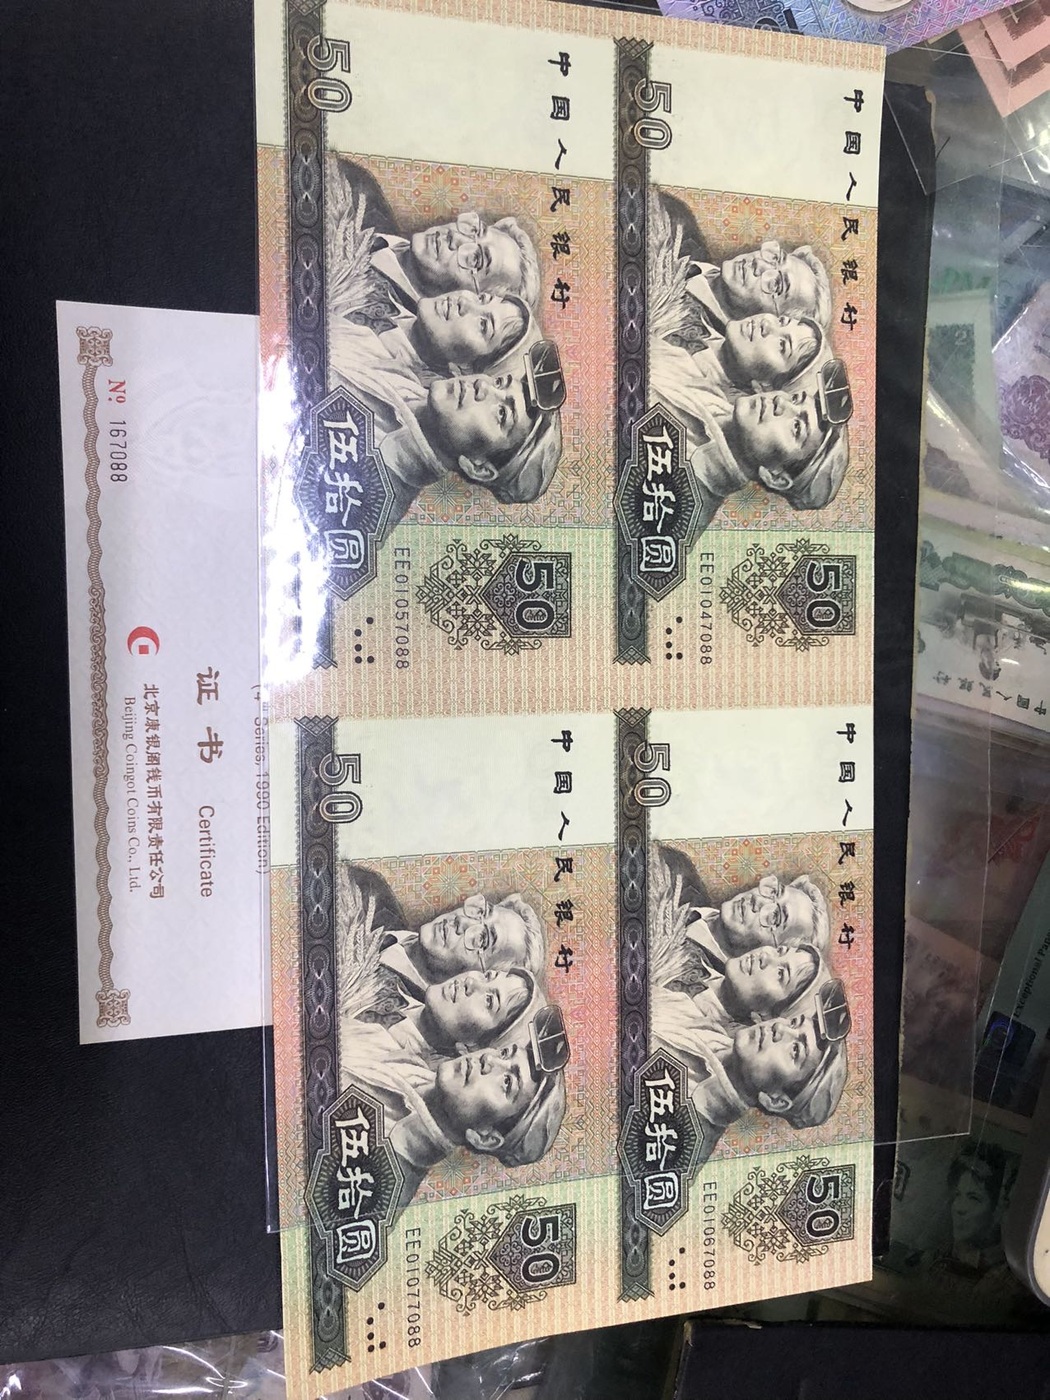 中国人民银行
50
伍拾圆
50
EE01047088
中国人民银行
50
伍拾圆
50
EE01057088
中国人民银行
50
伍拾圆
50
EE01067088
中国人民银行
50
伍拾圆
50
EE01077088
Series, 1990 Edition)
证书 Certificate
北京康银阁钱币有限责任公司
Beijing Coingot Coins Co., Ltd.
№ 167088